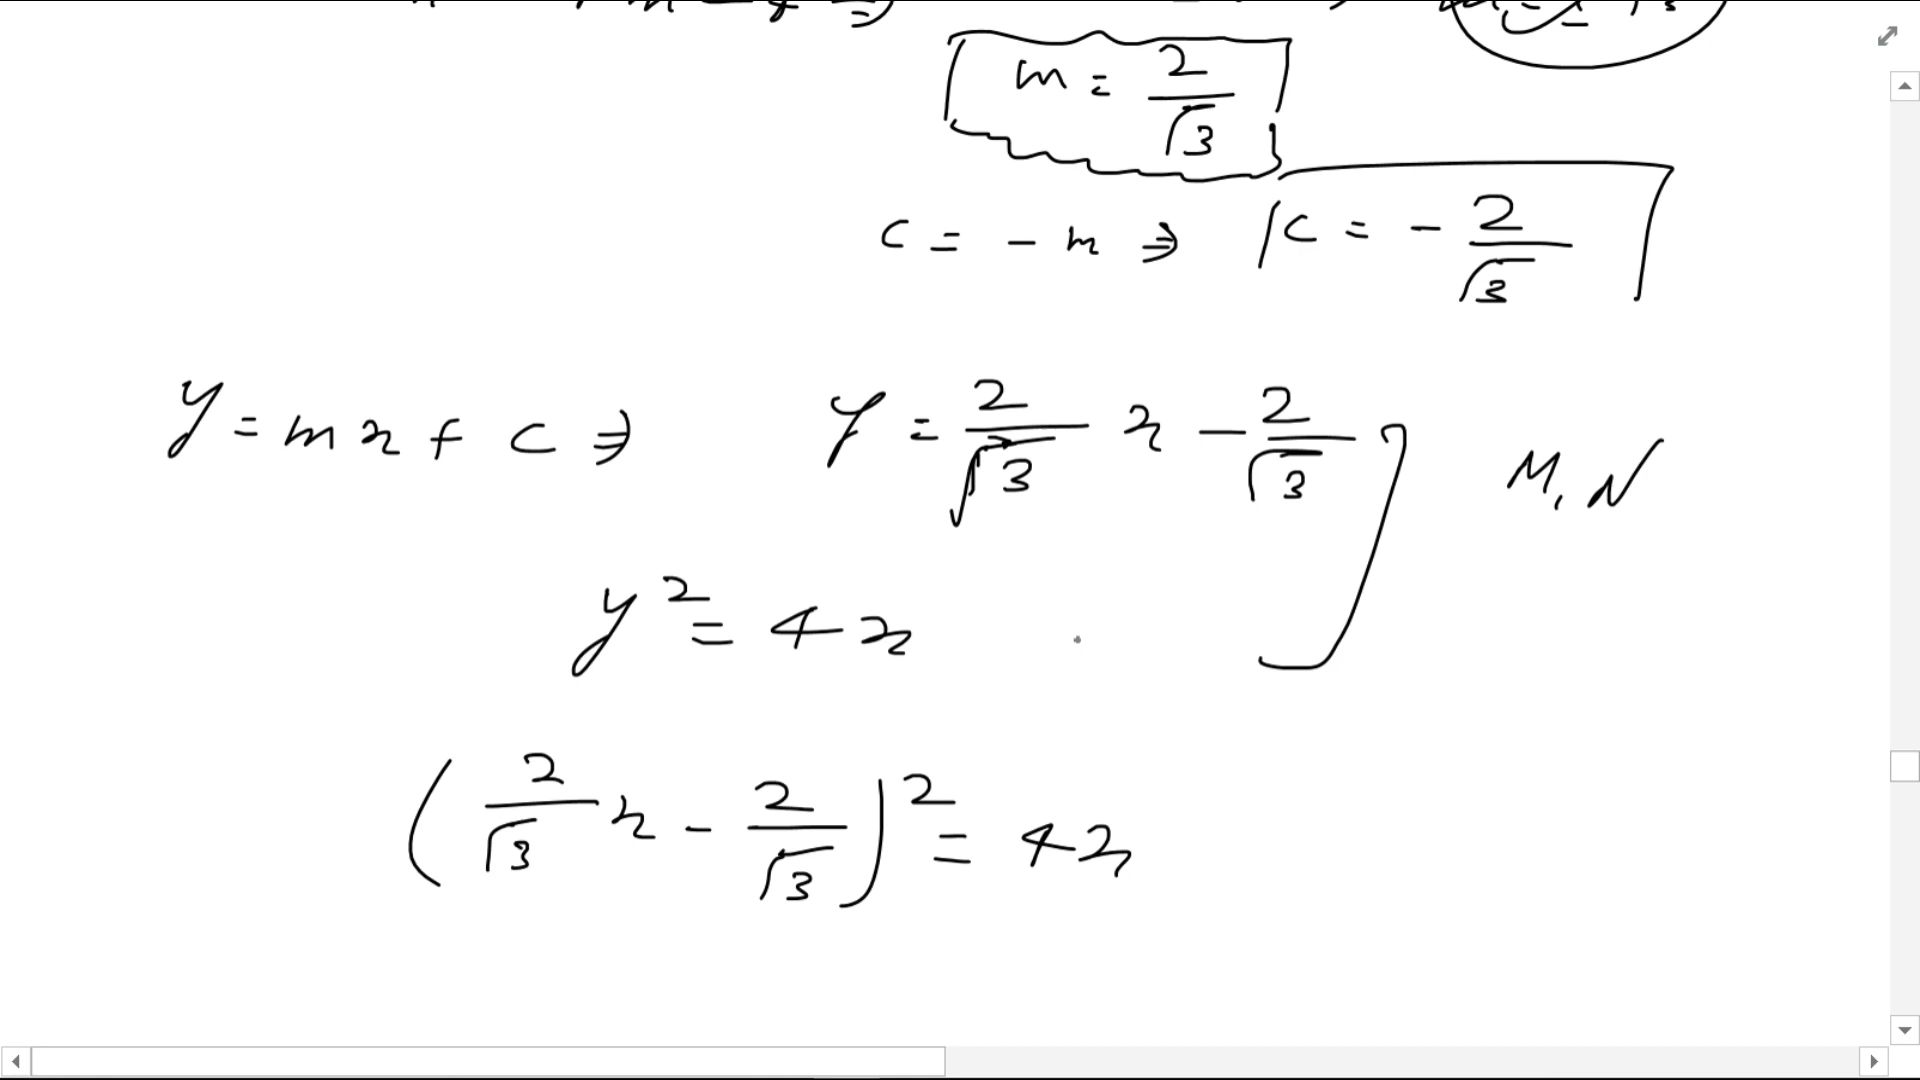 m = 2/√3
c = - m ⇒ c = - 2/√3
y = mx + c ⇒ y = 2/√3 x - 2/√3 M, N
y² = 4x
(2/√3 x - 2/√3)² = 4x